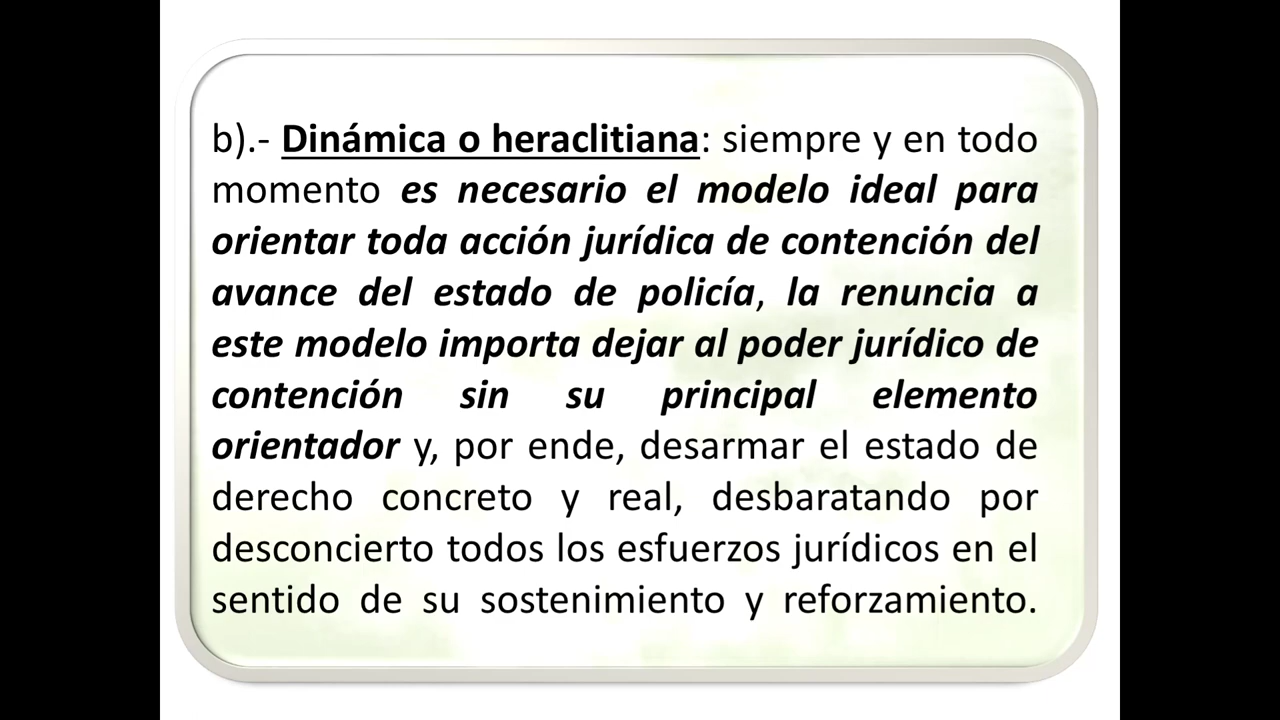 b).- Dinámica o heraclitiana: siempre y en todo
momento es necesario el modelo ideal para
orientar toda acción jurídica de contención del
avance del estado de policía, la renuncia a
este modelo importa dejar al poder jurídico de
contención sin su principal elemento
orientador y, por ende, desarmar el estado de
derecho concreto y real, desbaratando por
desconcierto todos los esfuerzos jurídicos en el
sentido de su sostenimiento y reforzamiento.